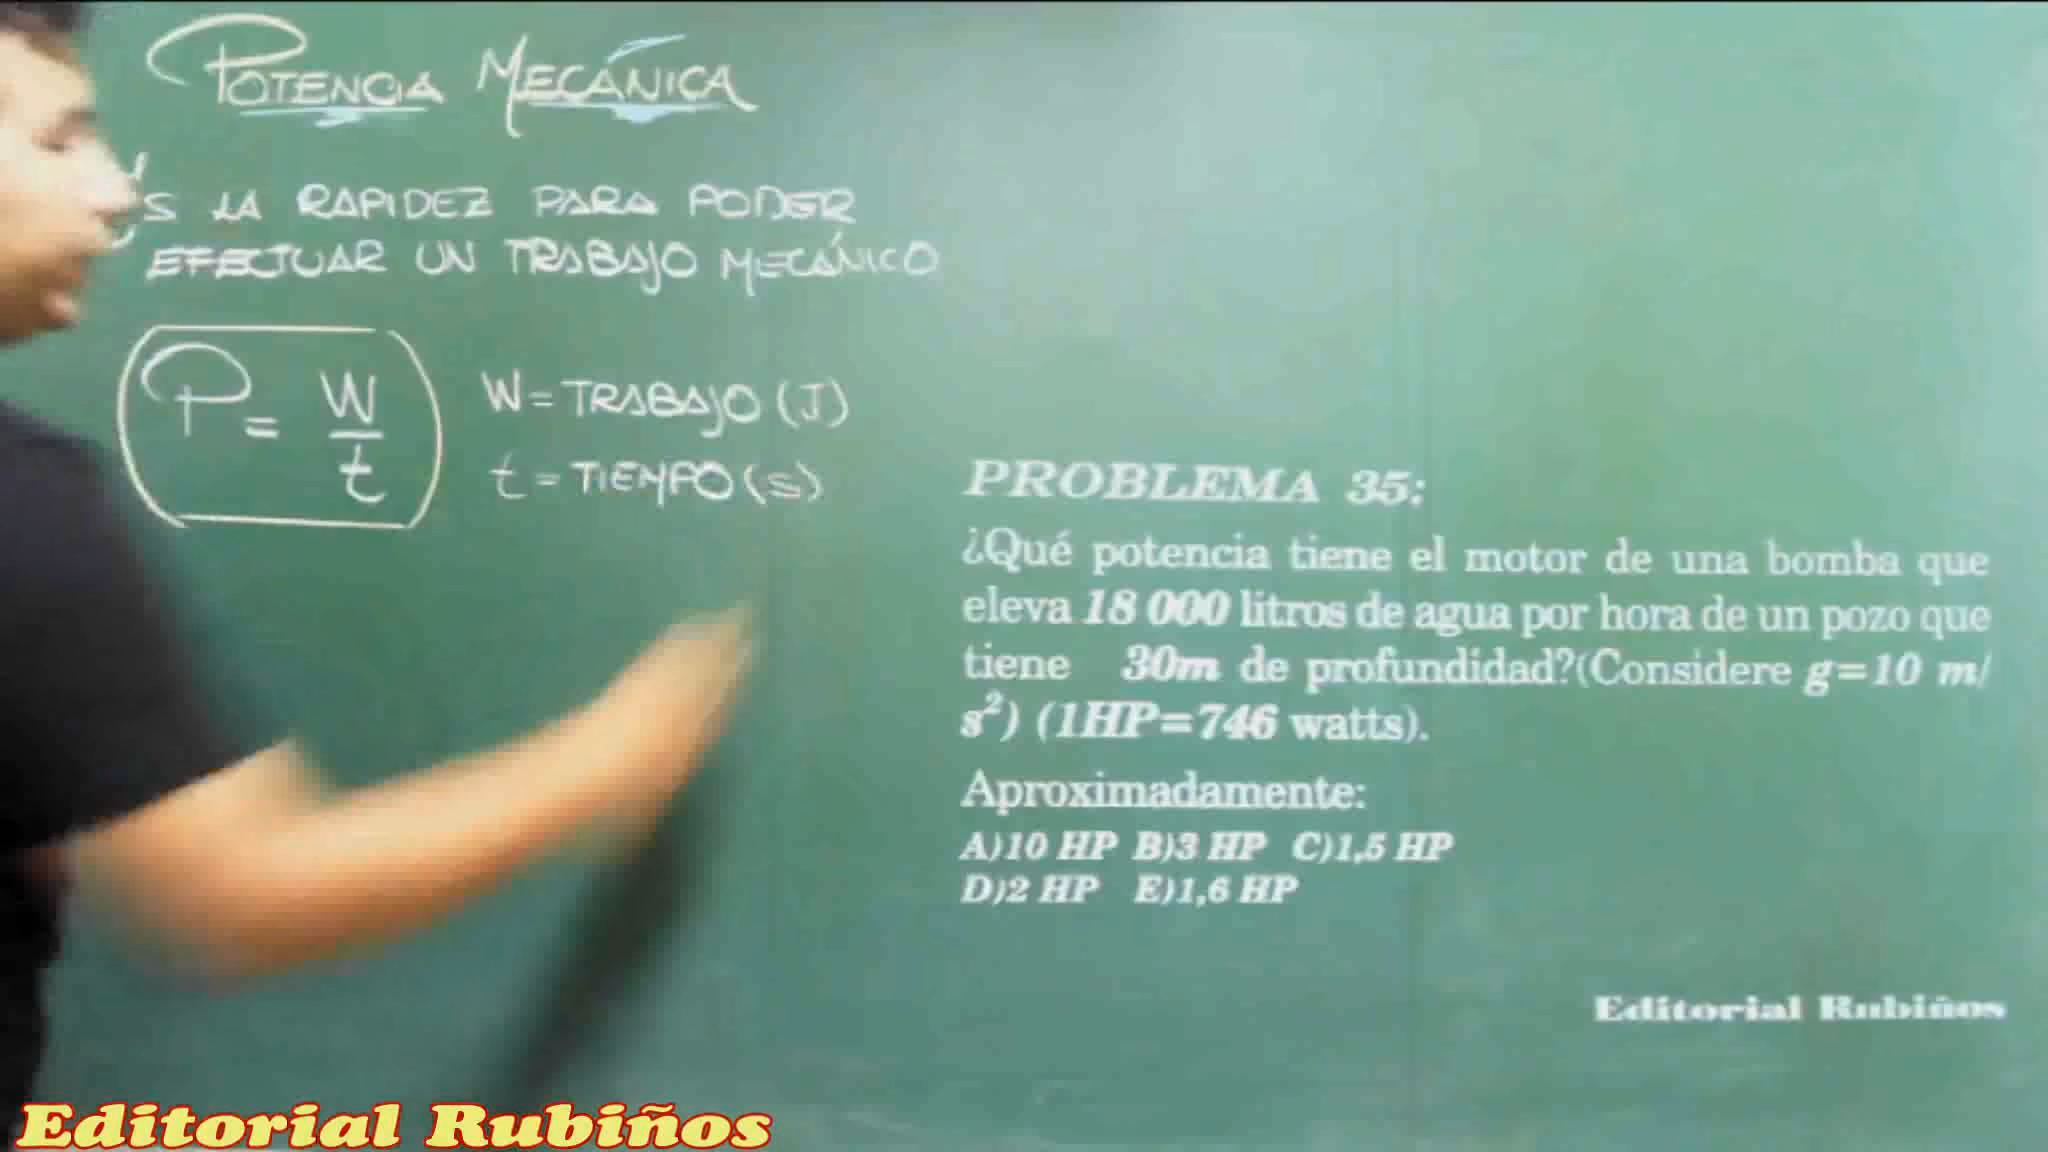 POTENCIA MECÁNICA
ES LA RAPIDEZ PARA PODER
EFECTUAR UN TRABAJO MECÁNICO
P = W/t
W = TRABAJO (J)
t = TIEMPO (s)
PROBLEMA 35:
¿Qué potencia tiene el motor de una bomba que
eleva 18 000 litros de agua por hora de un pozo que
tiene 30m de profundidad?(Considere g=10 m/
s²) (1HP=746 watts).
Aproximadamente:
A)10 HP B)3 HP C)1,5 HP
D)2 HP E)1,6 HP
Editorial Rubiños
Editorial Rubiños